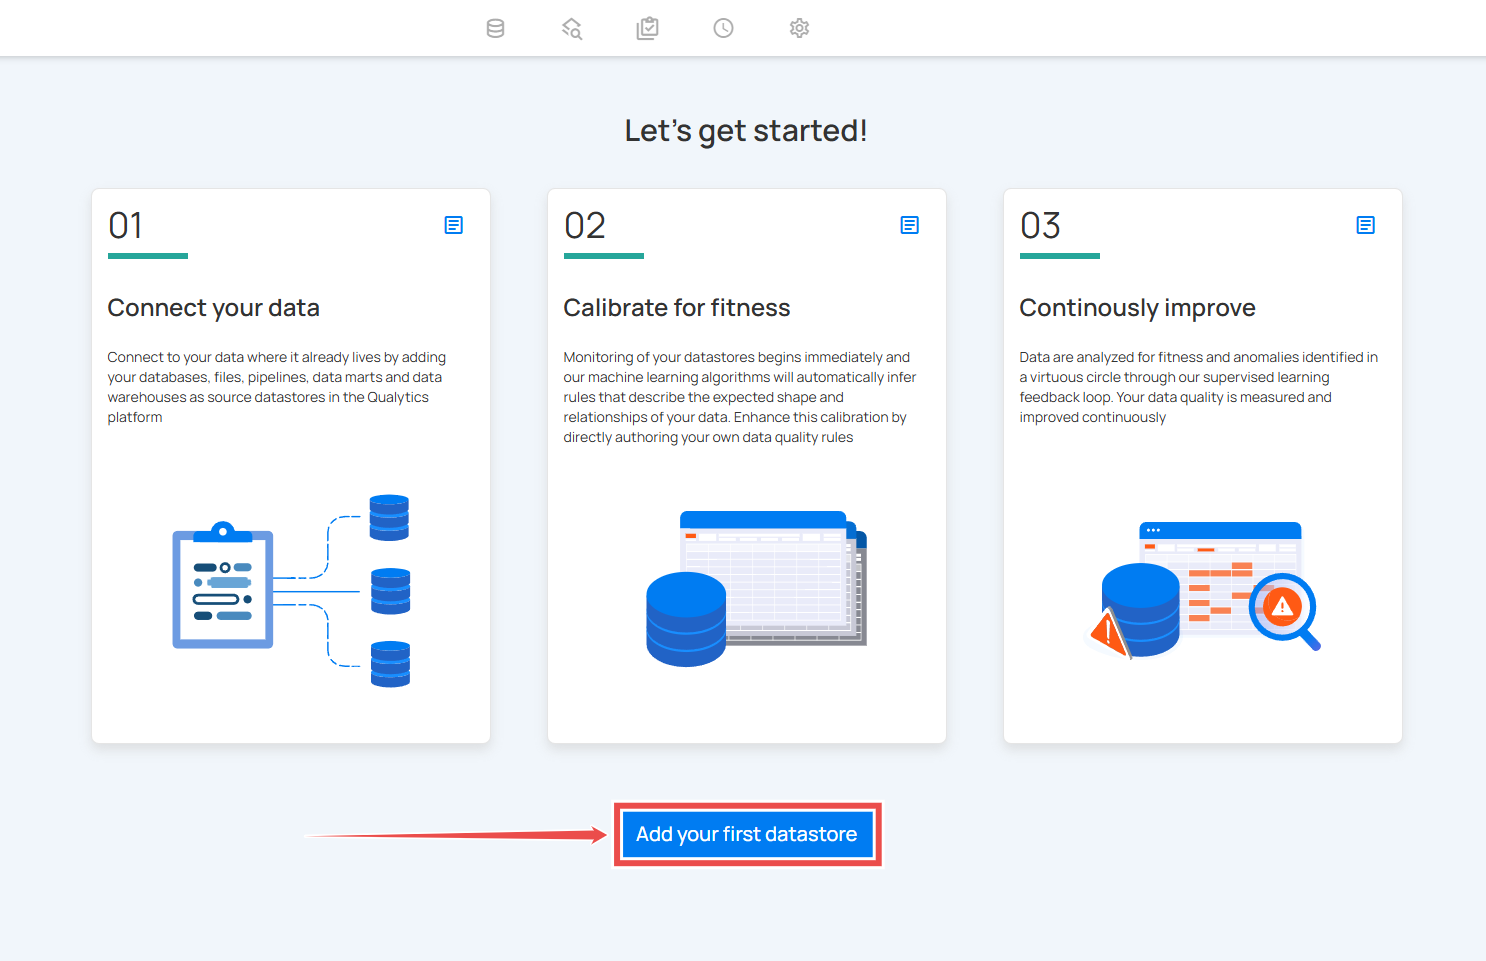 Let's get started!
01
Connect your data
Connect to your data where it already lives by adding
your databases, files, pipelines, data marts and data
warehouses as source datastores in the Qualytics
platform
02
Calibrate for fitness
Monitoring of your datastores begins immediately and
our machine learning algorithms will automatically infer
rules that describe the expected shape and
relationships of your data. Enhance this calibration by
directly authoring your own data quality rules
03
Continously improve
Data are analyzed for fitness and anomalies identified in
a virtuous circle through our supervised learning
feedback loop. Your data quality is measured and
improved continuously
Add your first datastore